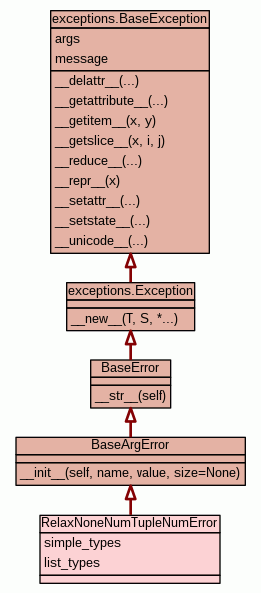 exceptions.BaseException
args
message
__delattr__(...)
__getattribute__(...)
__getitem__(x, y)
__getslice__(x, i, j)
__reduce__(...)
__repr__(x)
__setattr__(...)
__setstate__(...)
__unicode__(...)
exceptions.Exception
__new__(T, S, *...)
BaseError
__str__(self)
BaseArgError
__init__(self, name, value, size=None)
RelaxNoneNumTupleNumError
simple_types
list_types